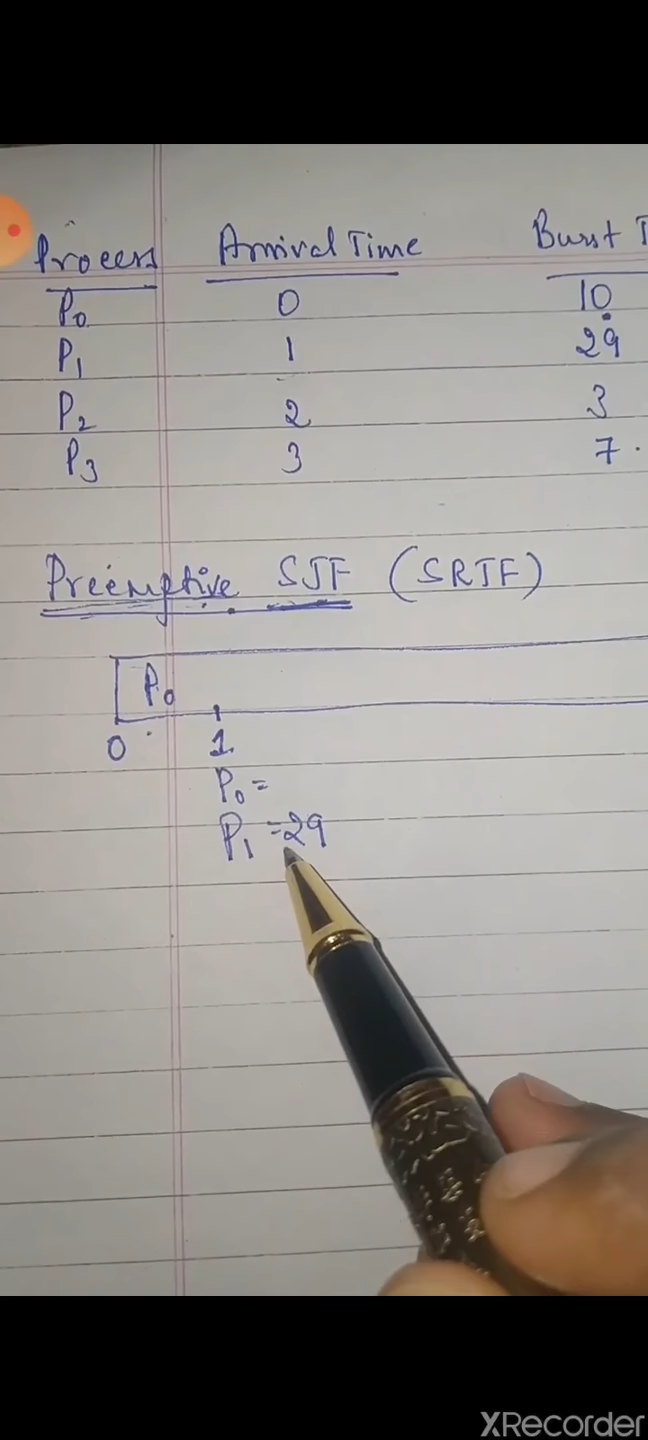 Process Arrival Time Burst T
P0 0 10
P1 1 29
P2 2 3
P3 3 7.
Preemptive SJF (SRTF)
P0
0 1.
P0 =
P1 = 29
XRecorder